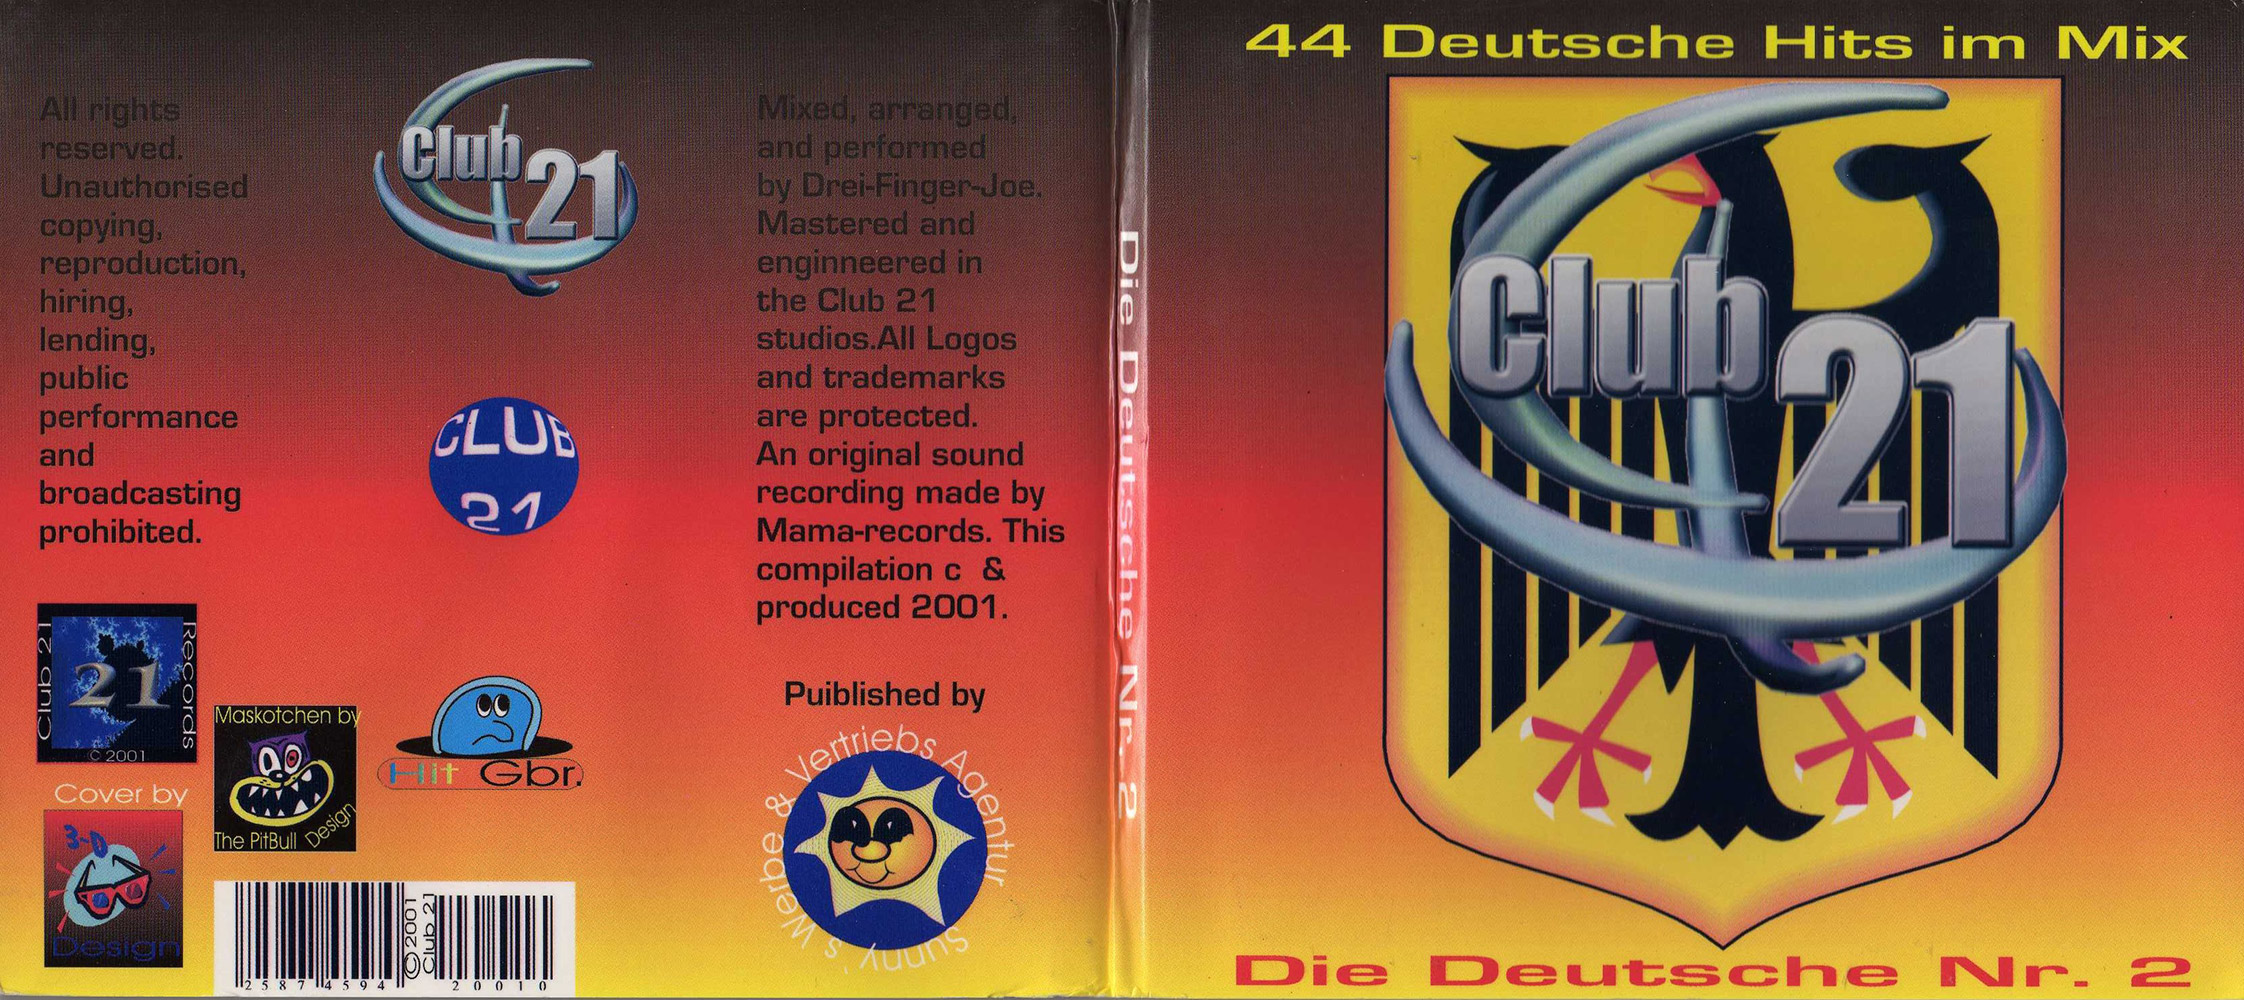 All rights
reserved.
Unauthorised
copying,
reproduction,
hiring,
lending,
public
performance
and
broadcasting
prohibited.
Club 21
Records
21
© 2001
Cover by
3-D
Design
Maskotchen by
The PitBull Design
Club
21
CLUB
21
Hit Gbr.
2587 4594
©2001
Club 21
20010
Mixed, arranged,
and performed
by Drei-Finger-Joe.
Mastered and
enginneered in
the Club 21
studios.All Logos
and trademarks
are protected.
An original sound
recording made by
Mama-records. This
compilation c &
produced 2001.
Puiblished by
Sunny´s Werbe & Vertriebs Agentur
Die Deutsche Nr. 2
44 Deutsche Hits im Mix
Club
21
Die Deutsche Nr. 2